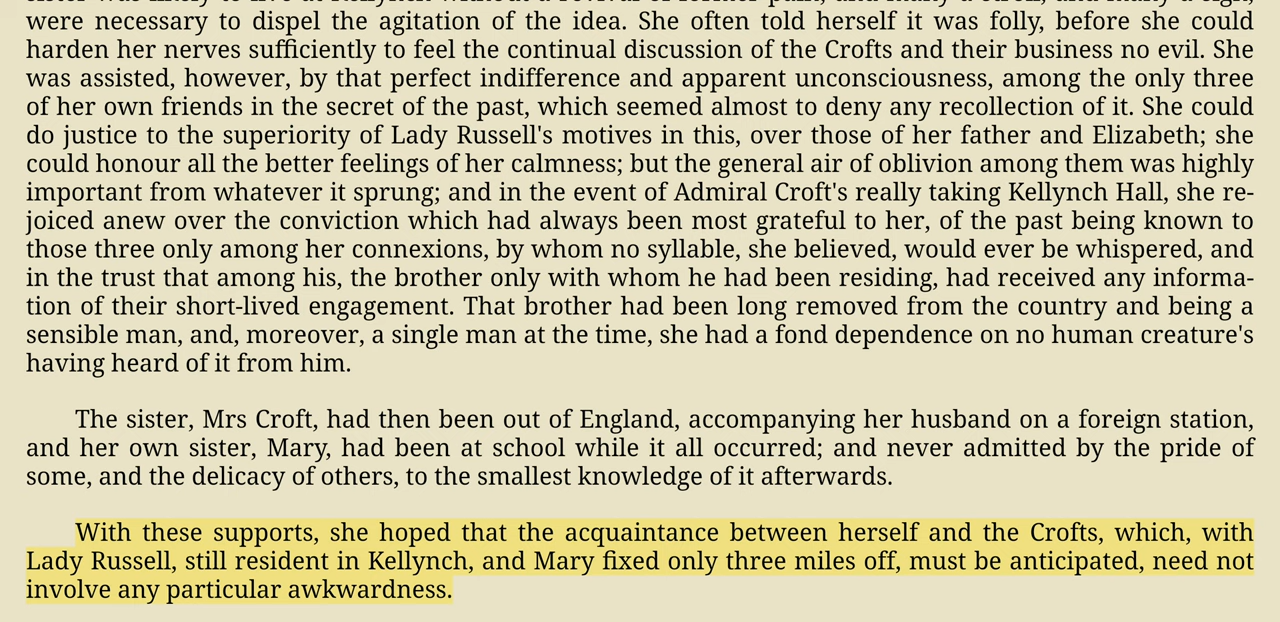 were necessary to dispel the agitation of the idea. She often told herself it was folly, before she could
harden her nerves sufficiently to feel the continual discussion of the Crofts and their business no evil. She
was assisted, however, by that perfect indifference and apparent unconsciousness, among the only three
of her own friends in the secret of the past, which seemed almost to deny any recollection of it. She could
do justice to the superiority of Lady Russell's motives in this, over those of her father and Elizabeth; she
could honour all the better feelings of her calmness; but the general air of oblivion among them was highly
important from whatever it sprung; and in the event of Admiral Croft's really taking Kellynch Hall, she re-
joiced anew over the conviction which had always been most grateful to her, of the past being known to
those three only among her connexions, by whom no syllable, she believed, would ever be whispered, and
in the trust that among his, the brother only with whom he had been residing, had received any informa-
tion of their short-lived engagement. That brother had been long removed from the country and being a
sensible man, and, moreover, a single man at the time, she had a fond dependence on no human creature's
having heard of it from him.
The sister, Mrs Croft, had then been out of England, accompanying her husband on a foreign station,
and her own sister, Mary, had been at school while it all occurred; and never admitted by the pride of
some, and the delicacy of others, to the smallest knowledge of it afterwards.
With these supports, she hoped that the acquaintance between herself and the Crofts, which, with
Lady Russell, still resident in Kellynch, and Mary fixed only three miles off, must be anticipated, need not
involve any particular awkwardness.